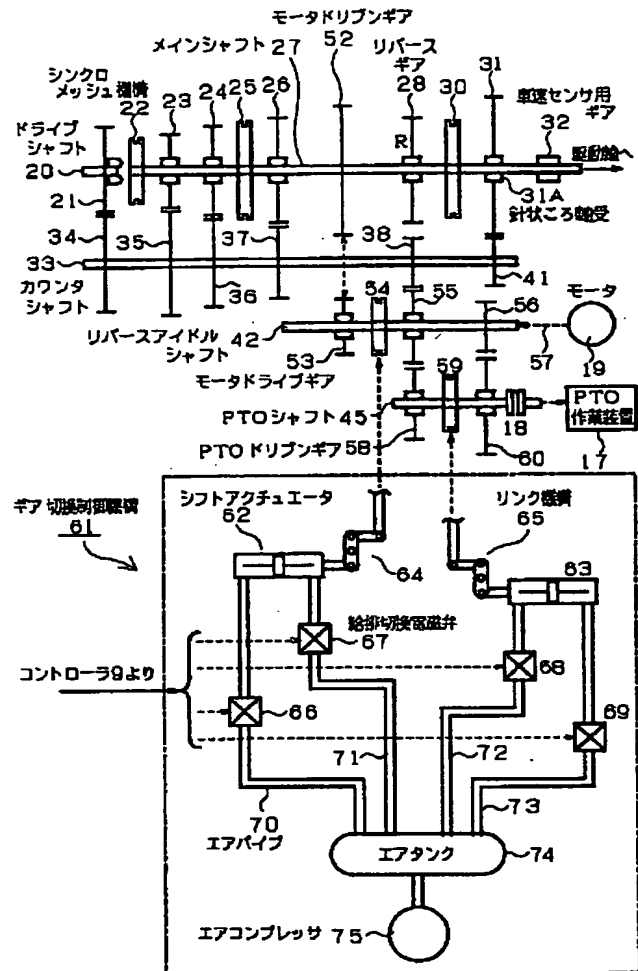 モータドリブンギア
メインシャフト 27
52
リバース
ギア
28
30
31
シンクロ
メッシュ機構
22
23
24
25
26
車速センサ用
ギア
32
ドライブ
シャフト
20
R
駆動輪へ
21
31A
針状ころ軸受
34
35
37
38
33
カウンタ
シャフト
36
41
54
55
56
モータ
リバースアイドル
シャフト
42
57
19
53
モータドライブギア
59
PTOシャフト 45
18
PTO
作業装置
17
PTOドリブンギア 58
60
ギア切換制御機構
61
シフトアクチュエータ
62
リンク機構
65
64
63
給排切換電磁弁
67
68
コントローラ9より
66
69
71
72
70
エアパイプ
73
エアタンク
74
エアコンプレッサ 75